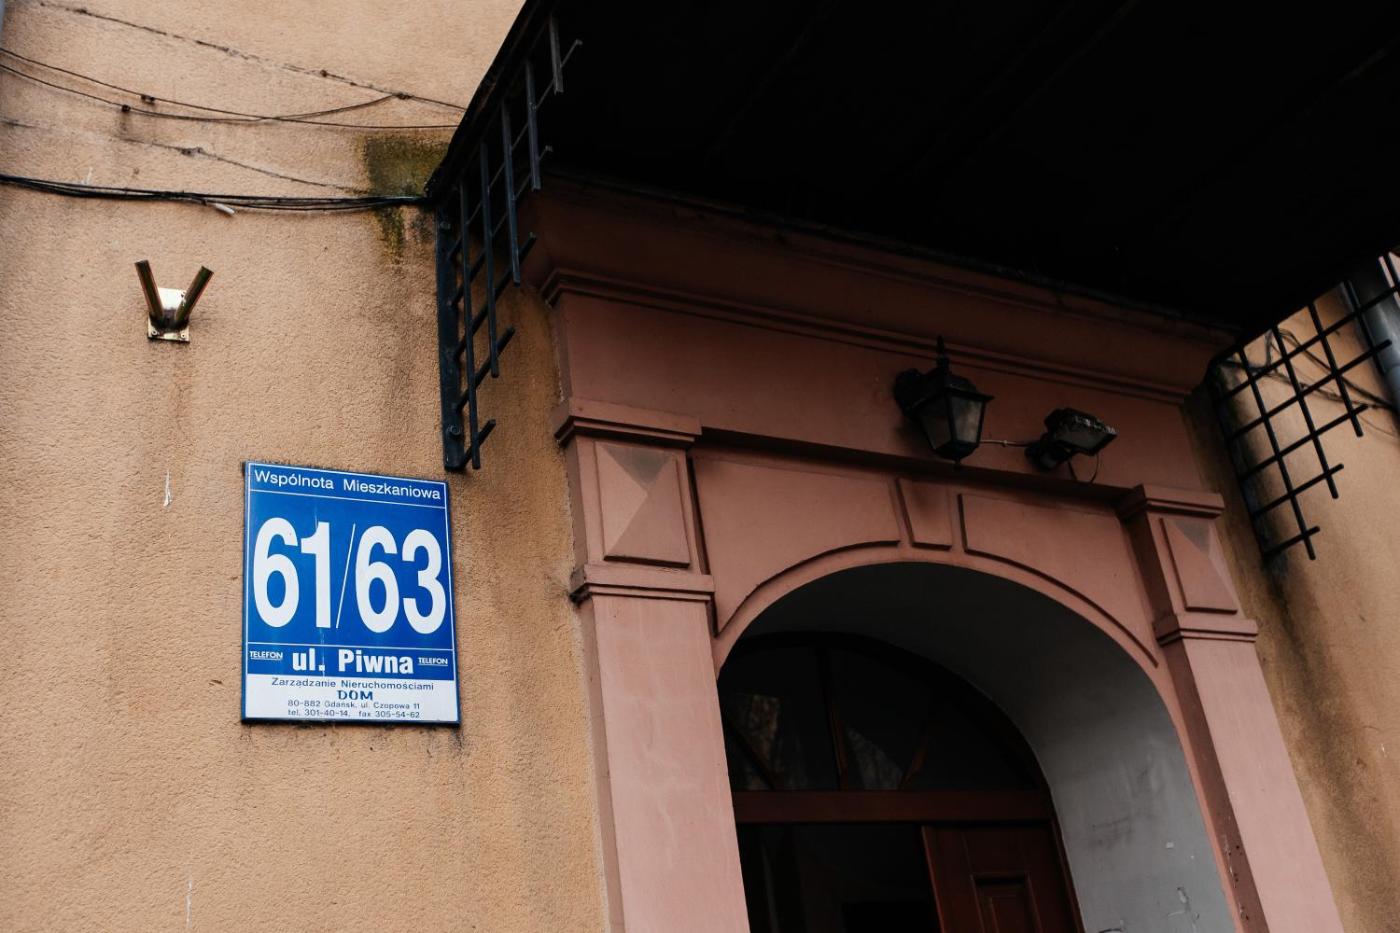 Wspólnota Mieszkaniowa
61/63
TELEFON ul. Piwna TELEFON
Zarządzanie Nieruchomościami
DOM
80-882 Gdańsk, ul. Czopowa 11
tel. 301-40-14, fax 305-54-62